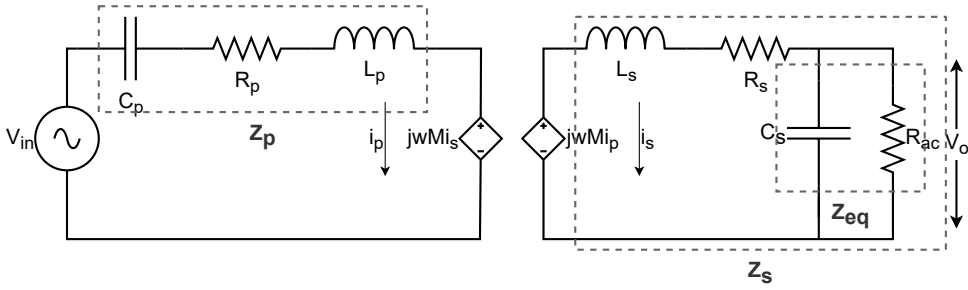 C_p
R_p
L_p
Z_p
V_in
i_p
+
-
jwMi_s
+
-
jwMi_p
i_s
L_s
R_s
C_s
R_ac
V_o
Z_eq
Z_s